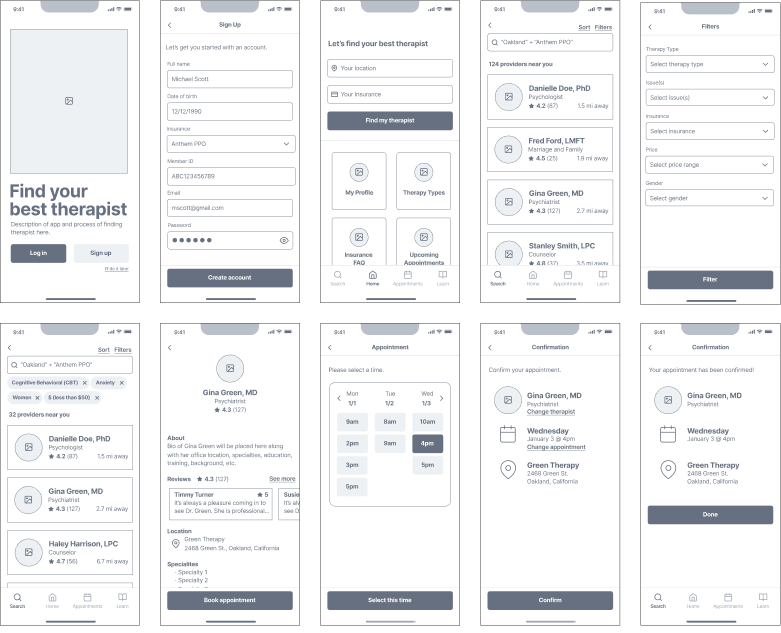 9:41
Find your
best therapist
Description of app and process of finding
therapist here.
Log in
Sign up
I'll do it later
9:41
Sign Up
Let's get you started with an account.
Full name
Michael Scott
Date of birth
12/12/1990
Insurance
Anthem PPO
Member ID
ABC123456789
Email
mscott@gmail.com
Password
Create account
9:41
Let's find your best therapist
Your location
Your insurance
Find my therapist
My Profile
Therapy Types
Insurance
FAQ
Upcoming
Appointments
Search
Home
Appointments
Learn
9:41
Sort
Filters
"Oakland" + "Anthem PPO"
124 providers near you
Danielle Doe, PhD
Psychologist
4.2 (87)
1.5 mi away
Fred Ford, LMFT
Marriage and Family
4.5 (25)
1.9 mi away
Gina Green, MD
Psychiatrist
4.3 (127)
2.7 mi away
Stanley Smith, LPC
Counselor
3.5 mi away
Search
Home
Appointments
Learn
9:41
Filters
Therapy Type
Select therapy type
Issue(s)
Select issue(s)
Insurance
Select insurance
Price
Select price range
Gender
Select gender
Filter
9:41
Sort
Filters
"Oakland" + "Anthem PPO"
Cognitive Behavioral (CBT) ×
Anxiety ×
Women ×
$ (less than $50) ×
32 providers near you
Danielle Doe, PhD
Psychologist
4.2 (87)
1.5 mi away
Gina Green, MD
Psychiatrist
4.3 (127)
2.7 mi away
Haley Harrison, LPC
Counselor
4.7 (56)
6.7 mi away
Search
Home
Appointments
Learn
9:41
Gina Green, MD
Psychiatrist
4.3 (127)
About
Bio of Gina Green will be placed here along
with her office location, specialties, education,
training, background, etc.
Reviews
4.3 (127)
See more
Timmy Turner
5
It's always a pleasure coming in to
see Dr. Green. She is professional...
Susie
It's alv
see D
Location
Green Therapy
2468 Green St., Oakland, California
Specialites
- Specialty 1
- Specialty 2
Book appointment
9:41
Appointment
Please select a time.
Mon
Tue
Wed
1/1
1/2
1/3
9am
8am
10am
2pm
9am
4pm
3pm
5pm
5pm
Select this time
9:41
Confirmation
Confirm your appointment.
Gina Green, MD
Psychiatrist
Change therapist
Wednesday
January 3 @ 4pm
Change appointment
Green Therapy
2468 Green St.
Oakland, California
Confirm
9:41
Confirmation
Your appointment has been confirmed!
Gina Green, MD
Psychiatrist
Wednesday
January 3 @ 4pm
Green Therapy
2468 Green St.
Oakland, California
Done
Search
Home
Appointments
Learn